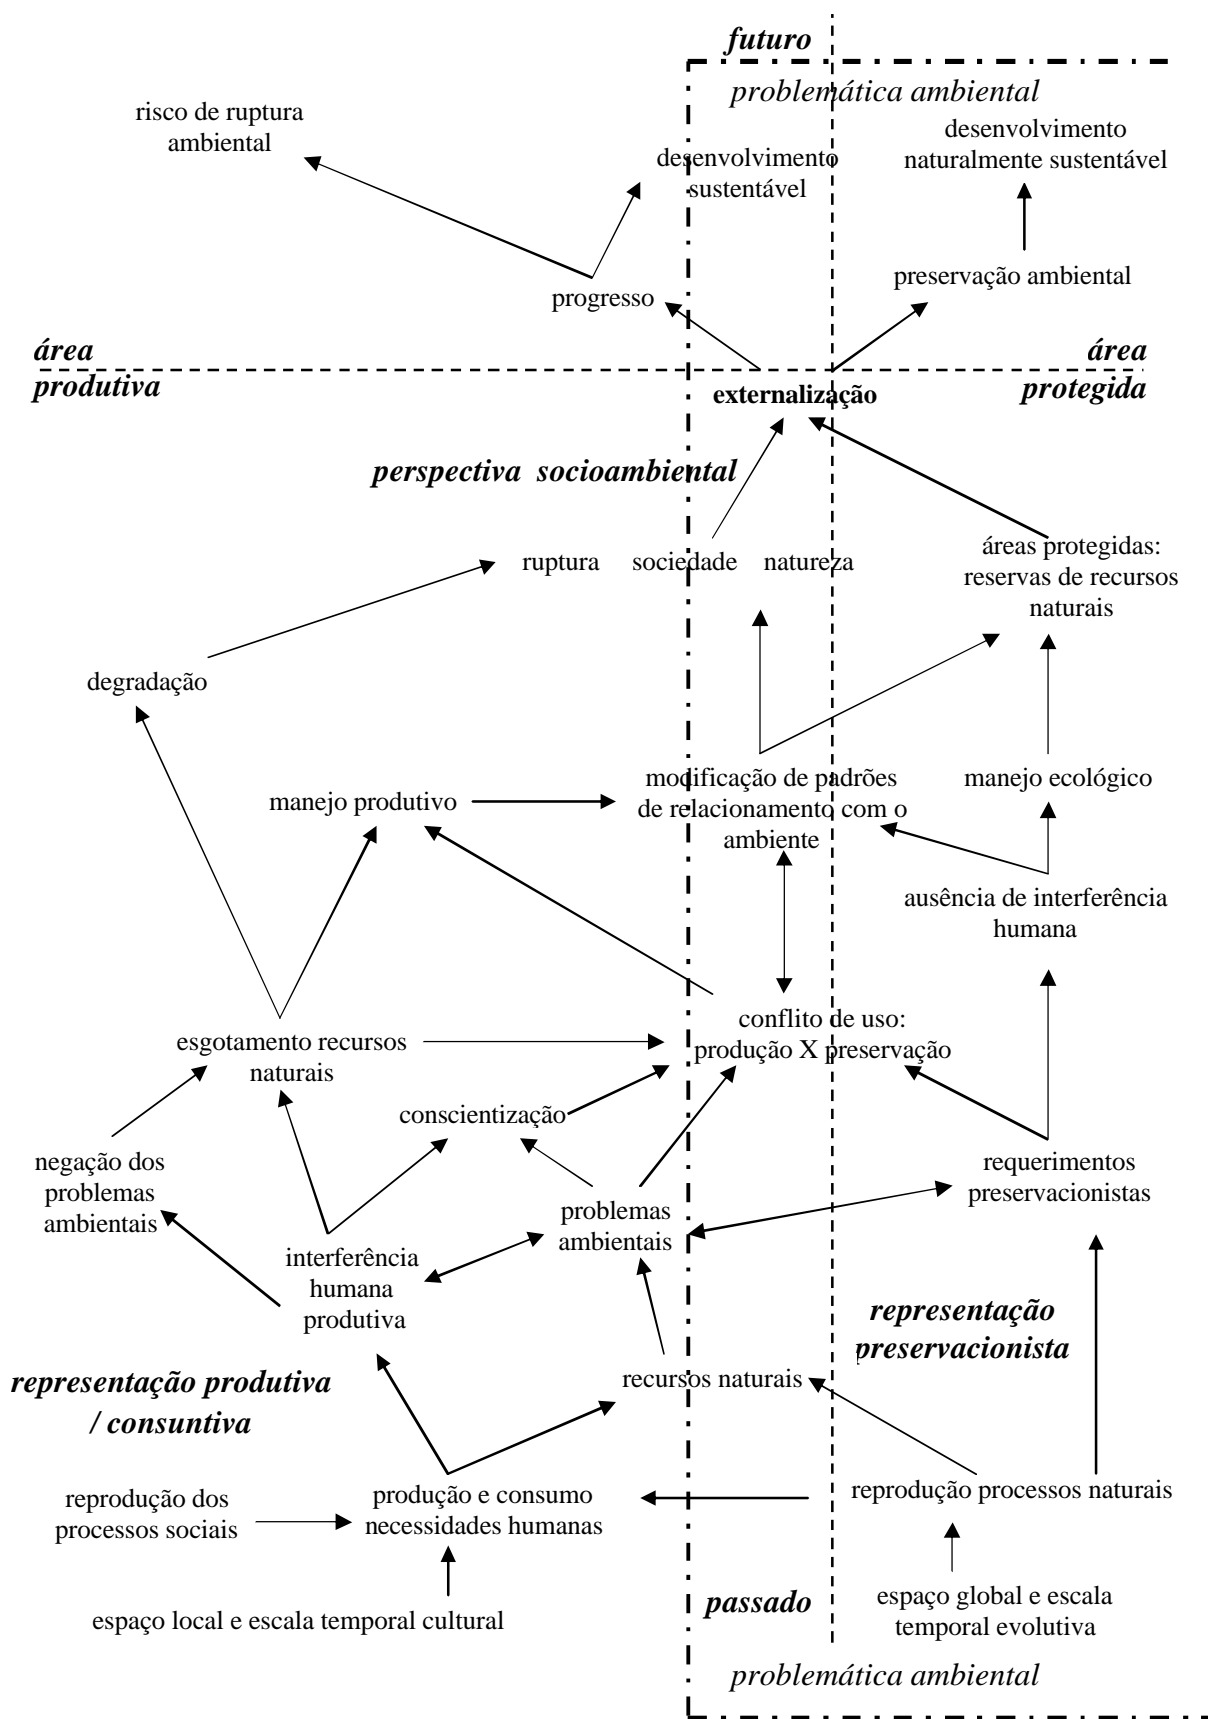 futuro
problemática ambiental
risco de ruptura
ambiental
desenvolvimento
sustentável
desenvolvimento
naturalmente sustentável
preservação ambiental
progresso
área
produtiva
área
protegida
externalização
perspectiva socioambiental
ruptura sociedade natureza
áreas protegidas:
reservas de recursos
naturais
degradação
manejo produtivo
modificação de padrões
de relacionamento com o
ambiente
manejo ecológico
ausência de interferência
humana
conflito de uso:
produção X preservação
esgotamento recursos
naturais
conscientização
negação dos
problemas
ambientais
requerimentos
preservacionistas
problemas
ambientais
interferência
humana
produtiva
representação
preservacionista
representação produtiva
/ consuntiva
recursos naturais
reprodução dos
processos sociais
produção e consumo
necessidades humanas
reprodução processos naturais
espaço local e escala temporal cultural
passado
espaço global e escala
temporal evolutiva
problemática ambiental